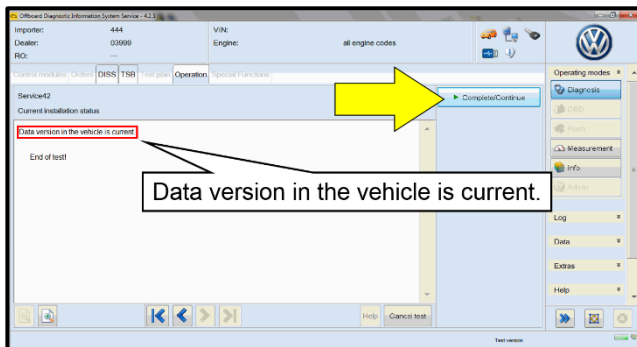 Offboard Diagnostic Information System Service - 4.2.3
Importer: 444 VIN:
Dealer: 03999 Engine: all engine codes
RO: ---
Control modules Orders DISS TSB Test plan Operation Special Functions
Operating modes
Service42
Complete/Continue
Diagnosis
Current installation status
OBD
Data version in the vehicle is current.
Flash
End of test!
Measurement
Data version in the vehicle is current.
Info
Admin
Log
Data
Extras
Help
Help Cancel test
Test version